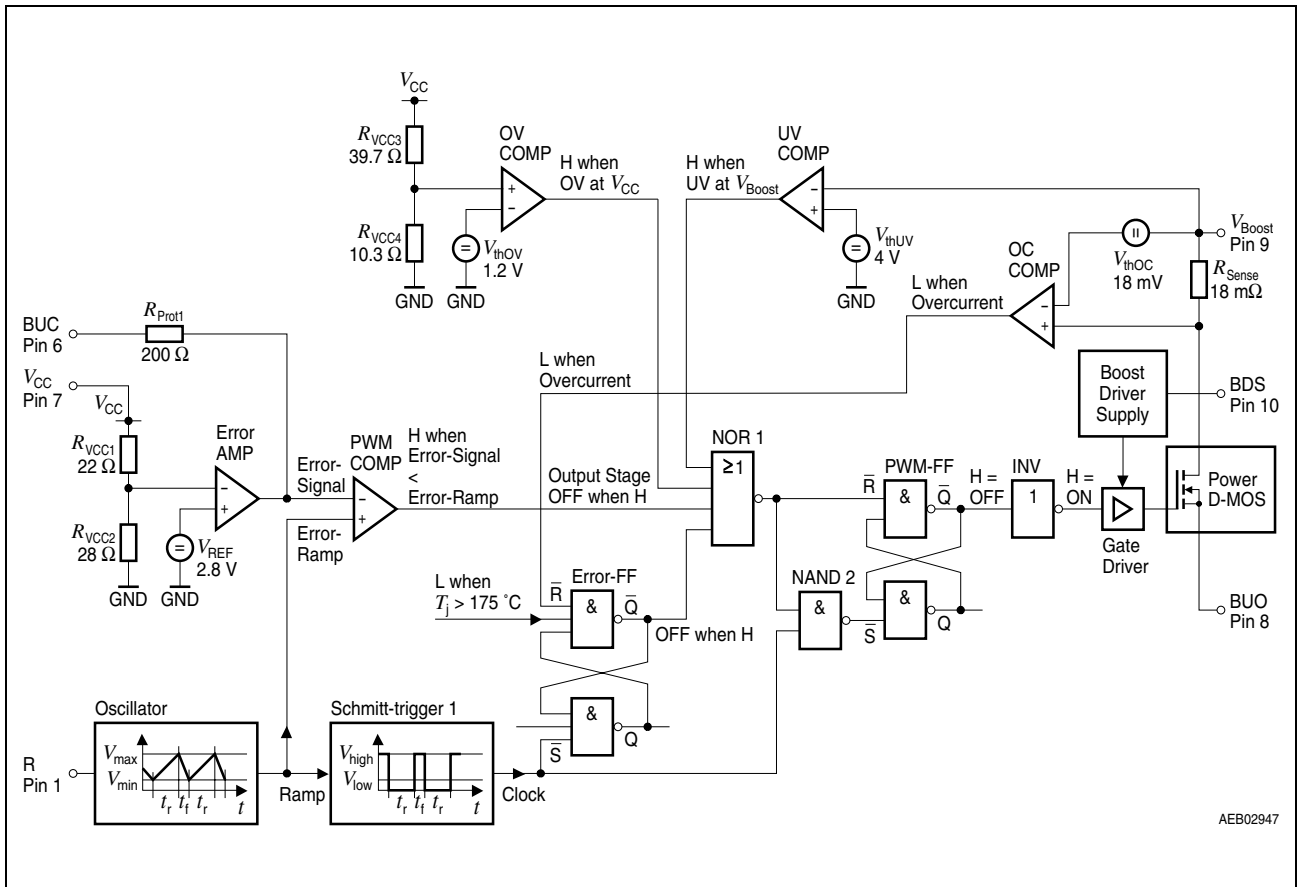 V_CC
R_VCC3
39.7 Ω
R_VCC4
10.3 Ω
GND
OV
COMP
+
−
=
V_thOV
1.2 V
GND
H when
OV at V_CC
UV
COMP
H when
UV at V_Boost
−
+
=
V_thUV
4 V
GND
OC
COMP
−
+
=
V_thOC
18 mV
V_Boost
Pin 9
R_Sense
18 mΩ
L when
Overcurrent
BUC
Pin 6
R_Prot1
200 Ω
V_CC
Pin 7
V_CC
R_VCC1
22 Ω
R_VCC2
28 Ω
GND
Error
AMP
−
+
=
V_REF
2.8 V
GND
Error-
Signal
Error-
Ramp
PWM
COMP
−
+
H when
Error-Signal
<
Error-Ramp
L when
Overcurrent
Output Stage
OFF when H
NOR 1
≥1
Boost
Driver
Supply
BDS
Pin 10
PWM-FF
R̅
&
Q̅
H =
OFF
INV
1
H =
ON
Gate
Driver
Power
D-MOS
L when
T_j > 175 ˚C
R̅
Error-FF
&
Q̅
OFF when H
&
S̅
Q
NAND 2
&
S̅
&
Q
BUO
Pin 8
R
Pin 1
Oscillator
V_max
V_min
t_r t_f t_r t
Ramp
Schmitt-trigger 1
V_high
V_low
t_r t_f t_r t
Clock
AEB02947